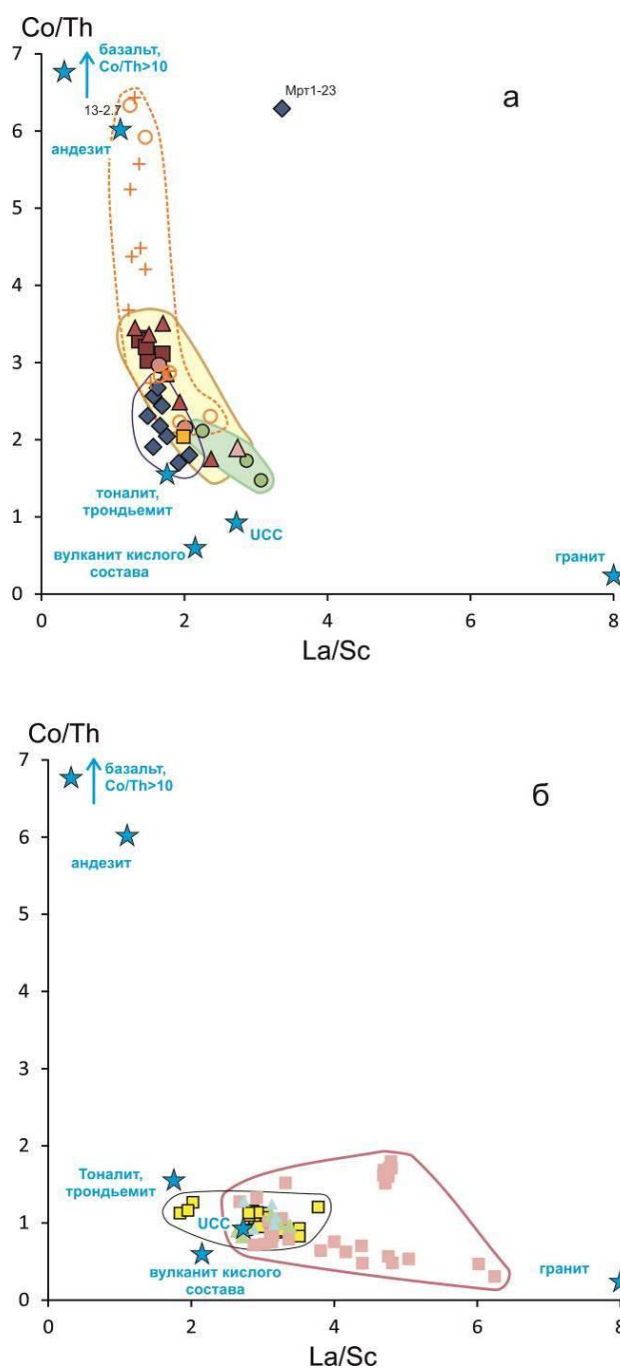 Co/Th
7
6
5
4
3
2
1
0
базальт,
Co/Th>10
13-2.7
андезит
Мрт1-23
а
тоналит,
трондьемит
UCC
вулканит кислого
состава
гранит
0
2
4
6
8
La/Sc
Co/Th
7
6
5
4
3
2
1
0
базальт,
Co/Th>10
андезит
б
Тоналит,
трондьемит
UCC
вулканит кислого
состава
гранит
0
2
4
6
8
La/Sc